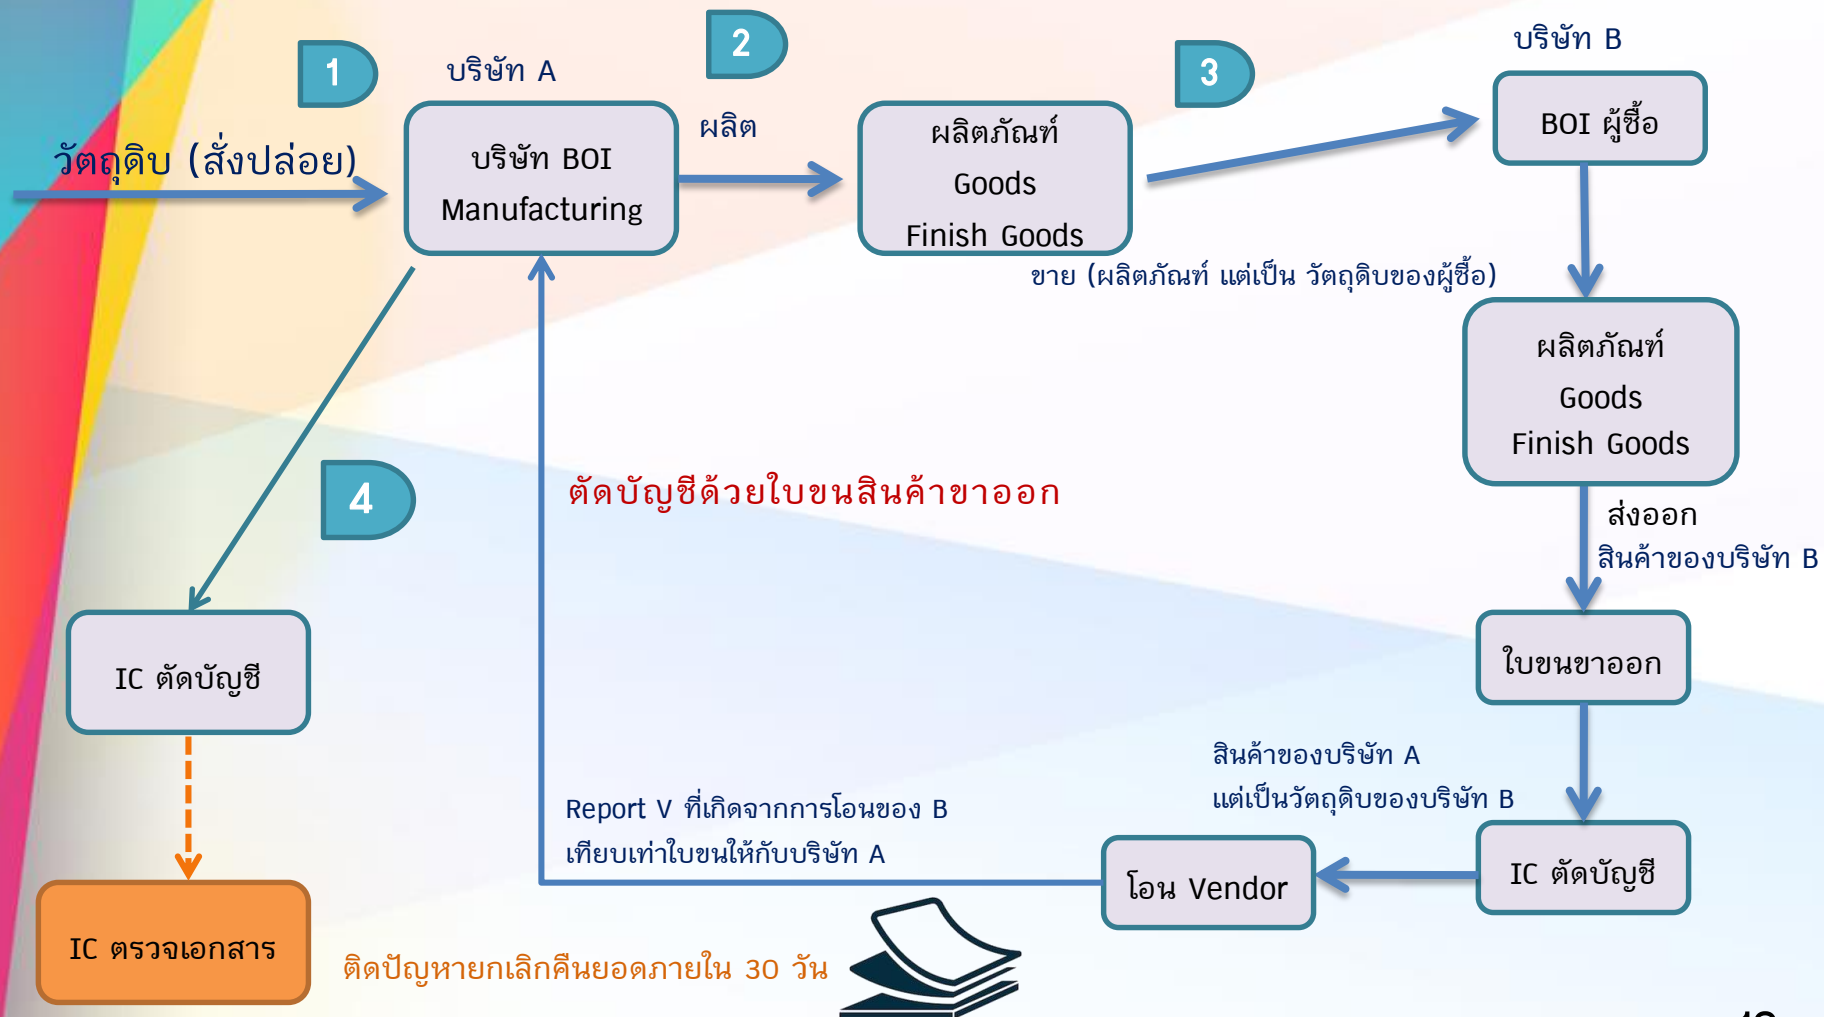 1
บริษัท A
2
3
บริษัท B
วัตถุดิบ (สั่งปล่อย)
บริษัท BOI
Manufacturing
ผลิต
ผลิตภัณฑ์
Goods
Finish Goods
BOI ผู้ซื้อ
ขาย (ผลิตภัณฑ์ แต่เป็น วัตถุดิบของผู้ซื้อ)
ผลิตภัณฑ์
Goods
Finish Goods
4
ตัดบัญชีด้วยใบขนสินค้าขาออก
ส่งออก
สินค้าของบริษัท B
IC ตัดบัญชี
ใบขนขาออก
สินค้าของบริษัท A
แต่เป็นวัตถุดิบของบริษัท B
Report V ที่เกิดจากการโอนของ B
เทียบเท่าใบขนให้กับบริษัท A
โอน Vendor
IC ตัดบัญชี
IC ตรวจเอกสาร
ติดปัญหายกเลิกคืนยอดภายใน 30 วัน